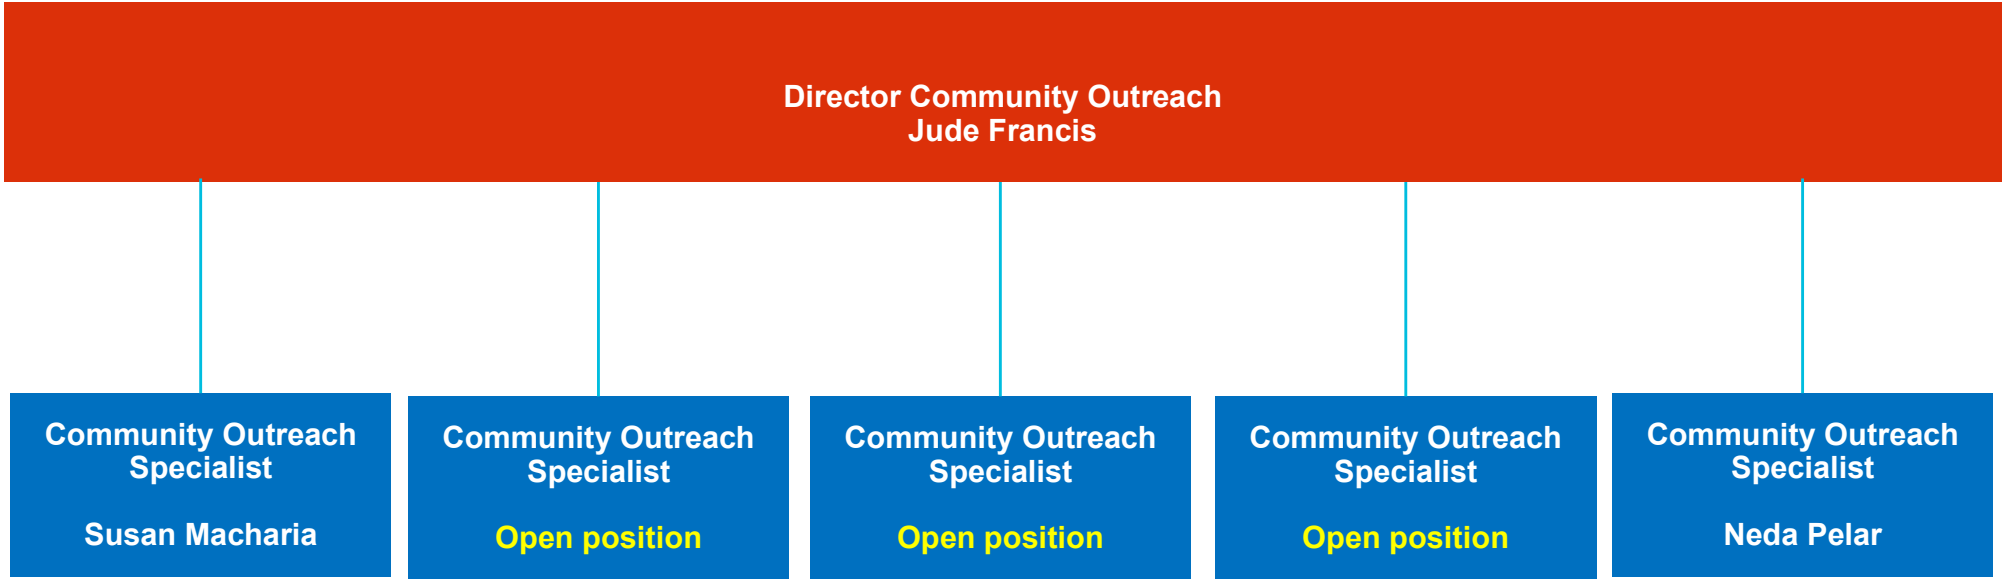 Director Community Outreach
Jude Francis
Community Outreach
Specialist
Susan Macharia
Community Outreach
Specialist
Open position
Community Outreach
Specialist
Open position
Community Outreach
Specialist
Open position
Community Outreach
Specialist
Neda Pelar